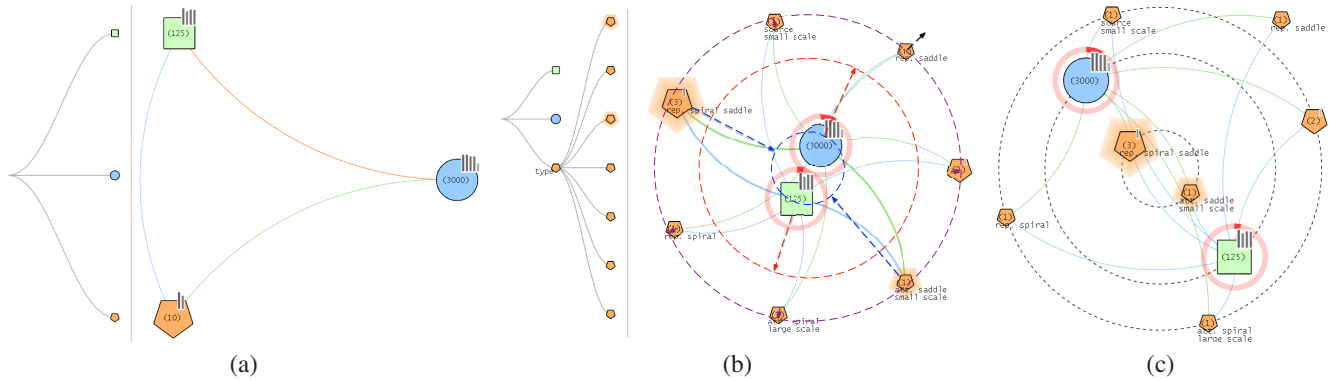 (125)
(3000)
(10)
(a)
type
source
small scale
rep. saddle
(3)
rep. spiral saddle
(3000)
(125)
rep. spiral
att. saddle
small scale
att. spiral
large scale
(b)
(1)
source
small scale
(1)
rep. saddle
(3000)
(2)
(3)
rep. spiral saddle
(1)
att. saddle
small scale
(1)
rep. spiral
(125)
(1)
att. spiral
large scale
(c)